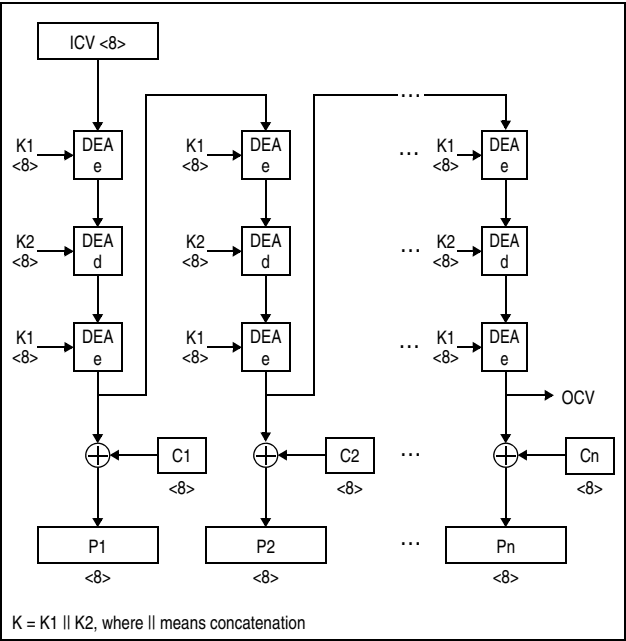 ICV <8>
...
K1 <8> DEA e K1 <8> DEA e ... K1 <8> DEA e
K2 <8> DEA d K2 <8> DEA d ... K2 <8> DEA d
K1 <8> DEA e K1 <8> DEA e ... K1 <8> DEA e
OCV
C1 C2 ... Cn
<8> <8> <8>
P1 P2 ... Pn
<8> <8> <8>
K = K1 || K2, where || means concatenation